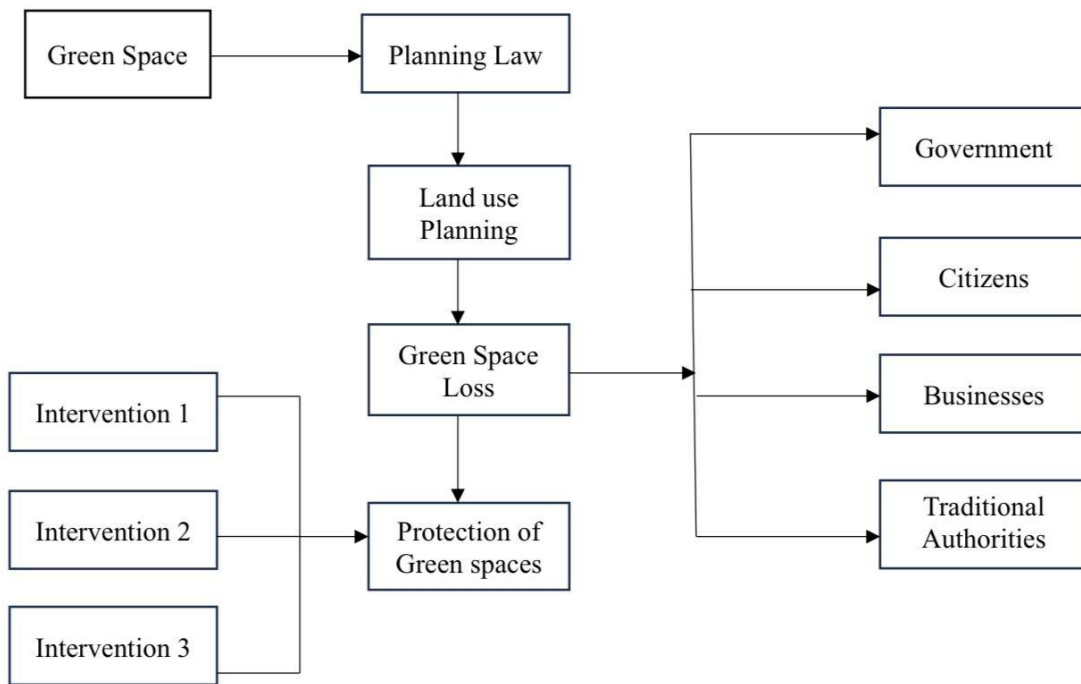 Green Space
Planning Law
Government
Land use
Planning
Citizens
Green Space
Loss
Businesses
Intervention 1
Intervention 2
Protection of
Green spaces
Traditional
Authorities
Intervention 3